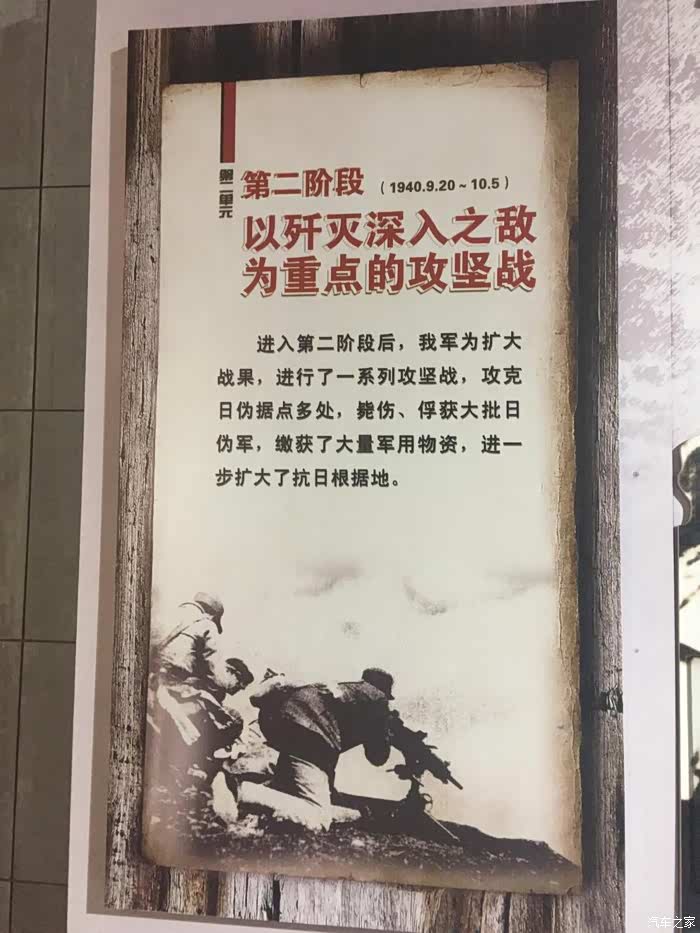 第二单元
第二阶段 (1940.9.20~10.5)
以歼灭深入之敌
为重点的攻坚战
进入第二阶段后，我军为扩大
战果，进行了一系列攻坚战，攻克
日伪据点多处，毙伤、俘获大批日
伪军，缴获了大量军用物资，进一
步扩大了抗日根据地。
汽车之家